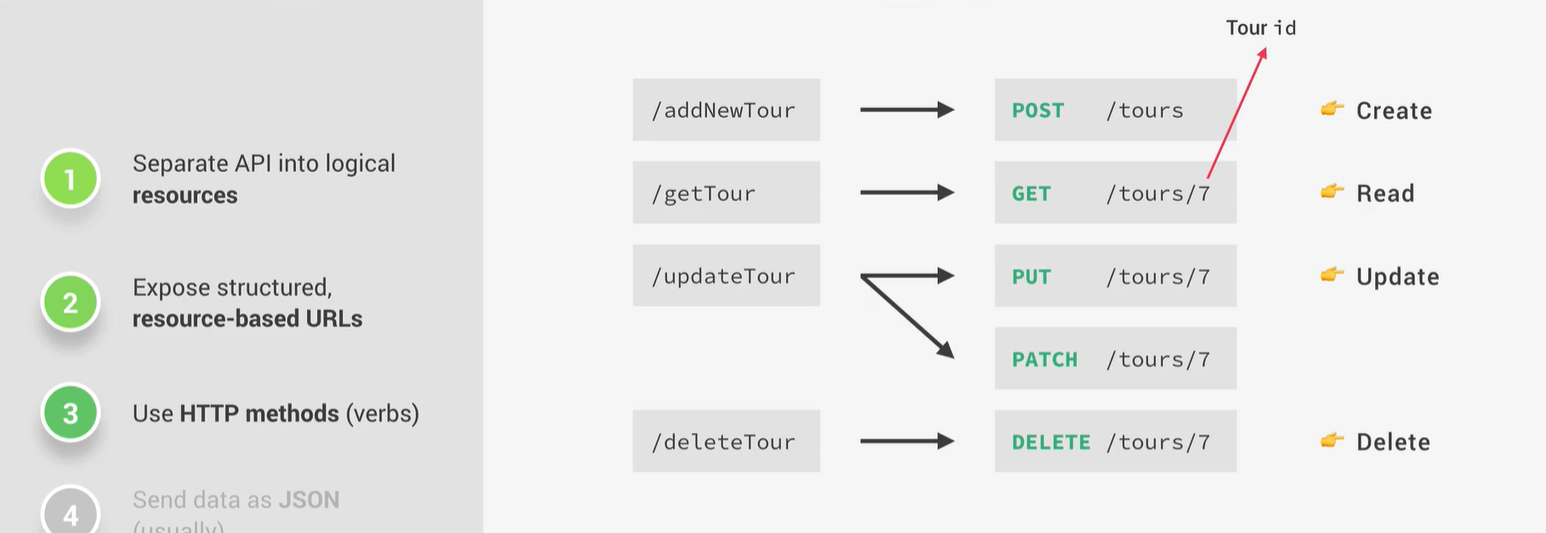 1
Separate API into logical
resources
2
Expose structured,
resource-based URLs
3
Use HTTP methods (verbs)
4
Send data as JSON
(usually)
Tour id
/addNewTour POST /tours Create
/getTour GET /tours/7 Read
/updateTour PUT /tours/7 Update
PATCH /tours/7
/deleteTour DELETE /tours/7 Delete